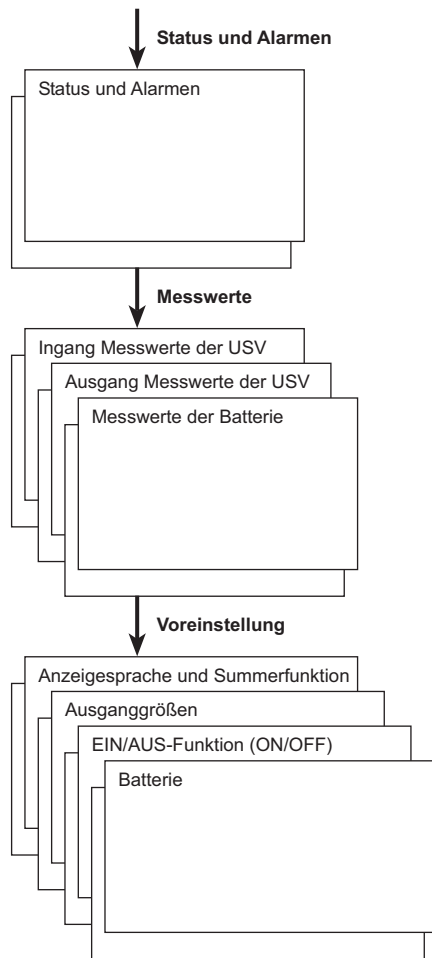 Status und Alarmen
Status und Alarmen
Messwerte
Ingang Messwerte der USV
Ausgang Messwerte der USV
Messwerte der Batterie
Voreinstellung
Anzeigesprache und Summerfunktion
Ausganggrößen
EIN/AUS-Funktion (ON/OFF)
Batterie